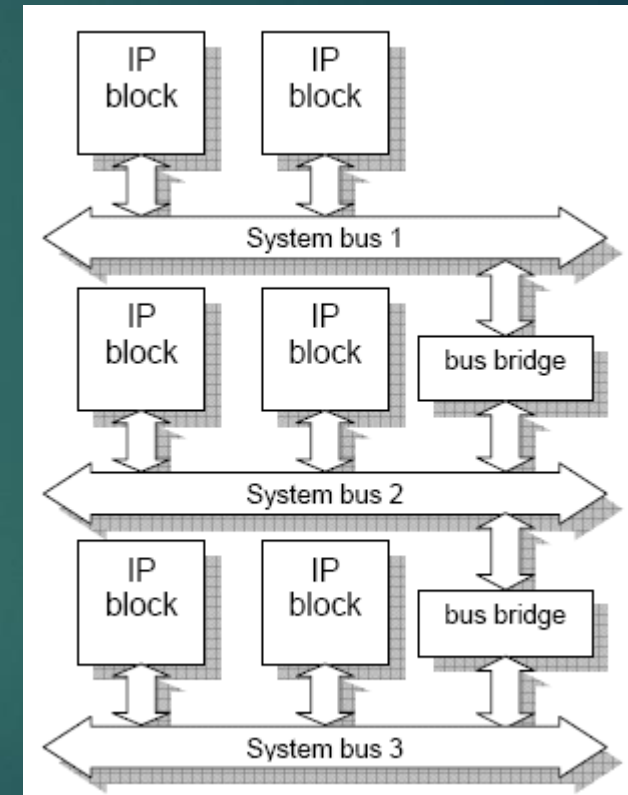 IP
block
IP
block
System bus 1
IP
block
IP
block
bus bridge
System bus 2
IP
block
IP
block
bus bridge
System bus 3